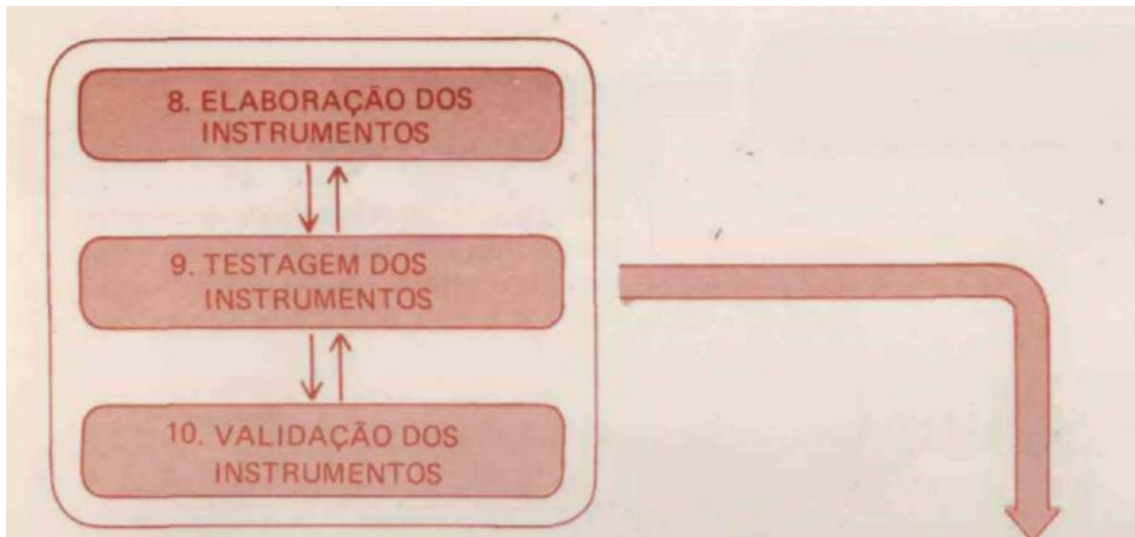 8. ELABORAÇÃO DOS
INSTRUMENTOS
9. TESTAGEM DOS
INSTRUMENTOS
10. VALIDAÇÃO DOS
INSTRUMENTOS